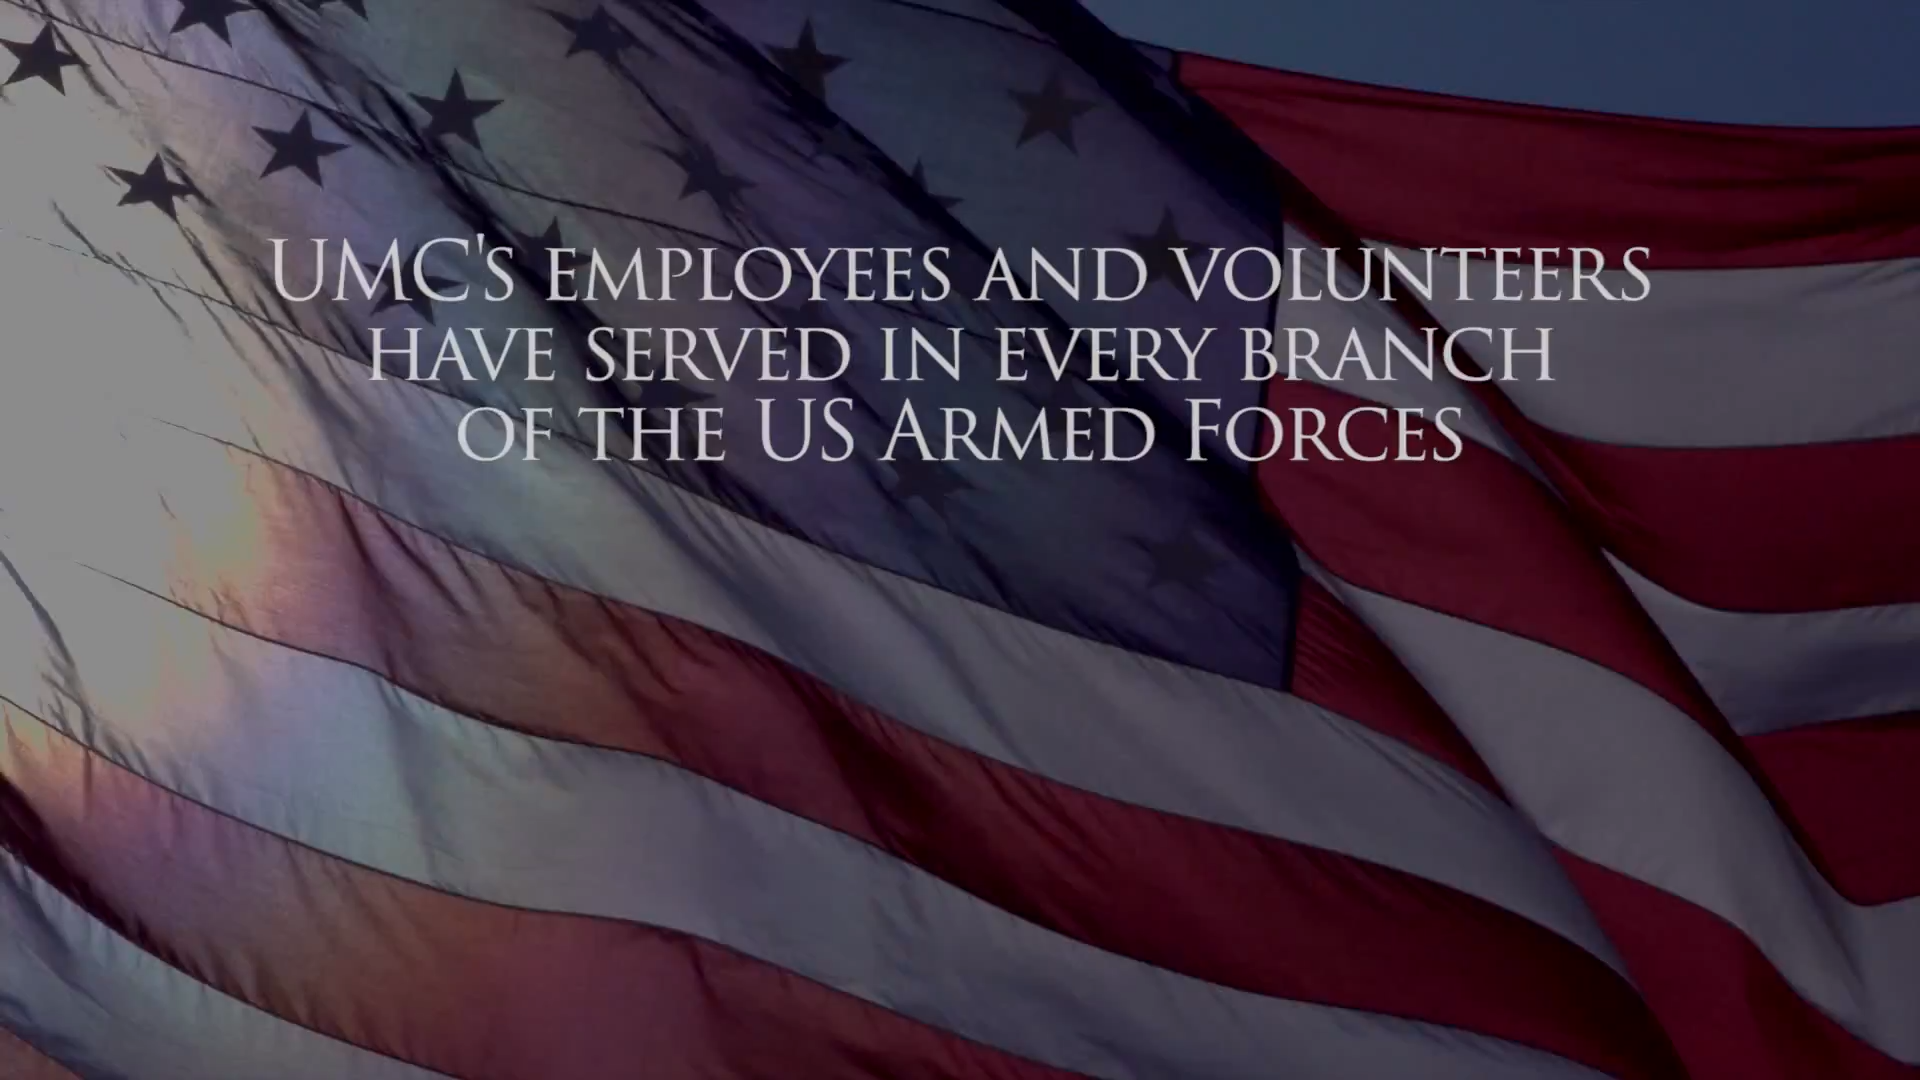 UMC's employees and volunteers
have served in every branch
of the US Armed Forces